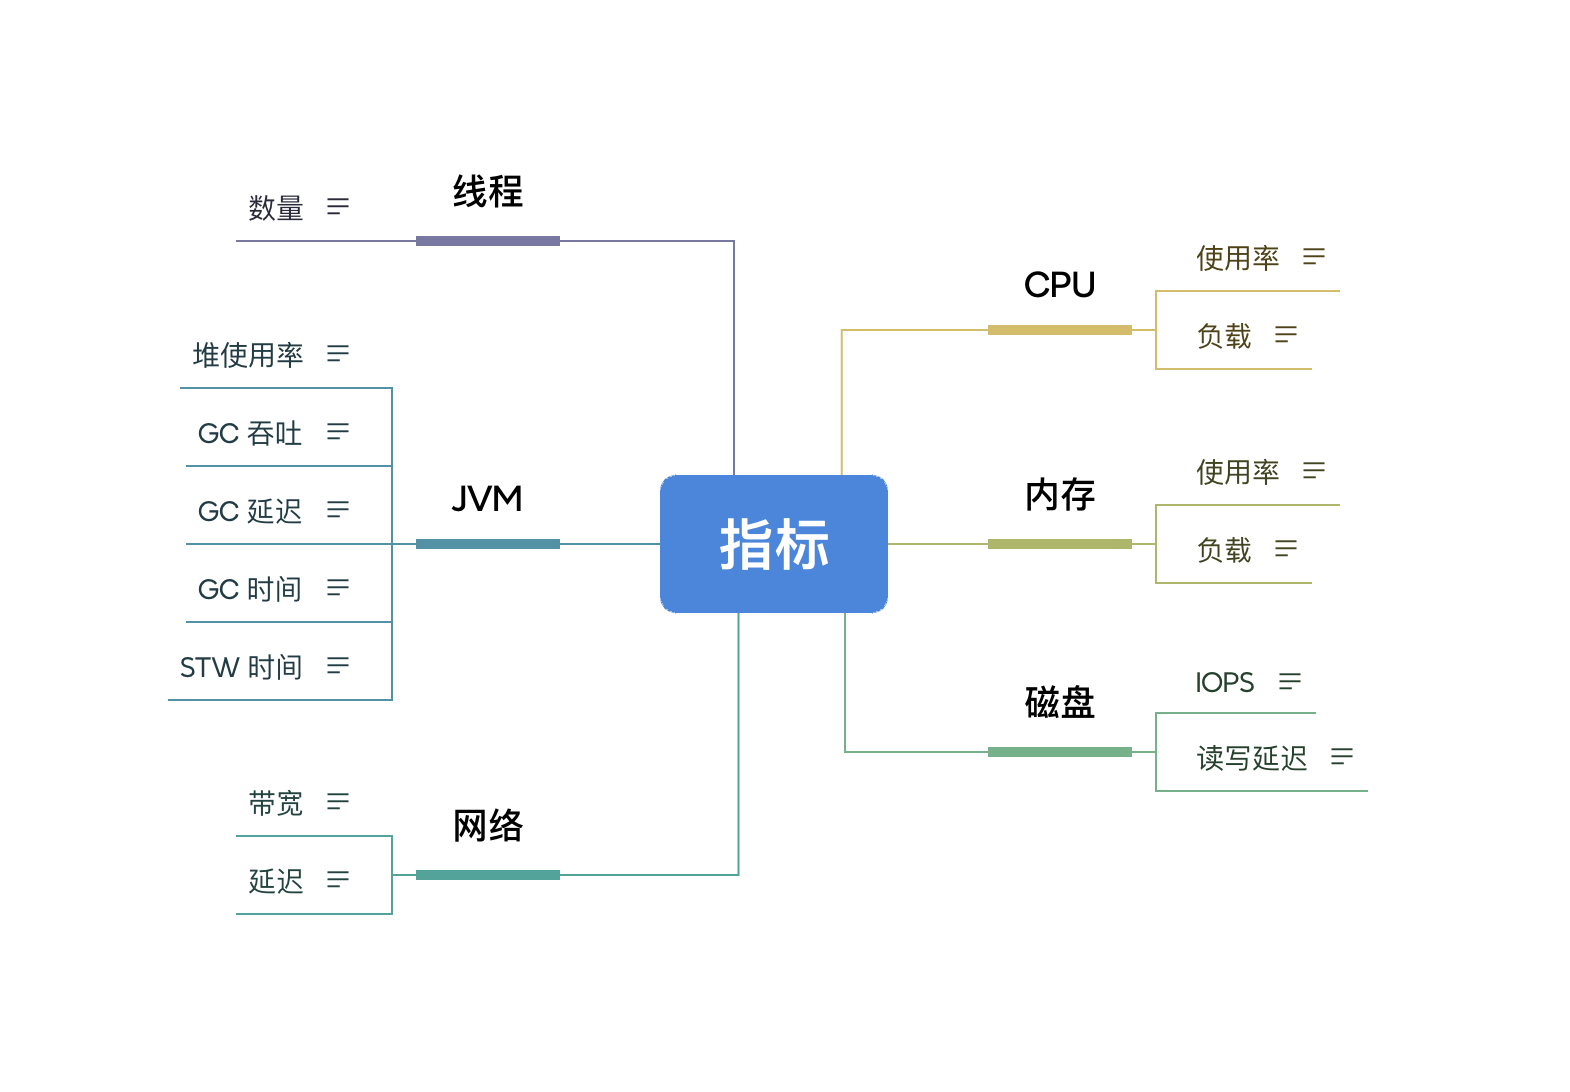 指标
线程
数量
JVM
堆使用率
GC 吞吐
GC 延迟
GC 时间
STW 时间
网络
带宽
延迟
CPU
使用率
负载
内存
使用率
负载
磁盘
IOPS
读写延迟